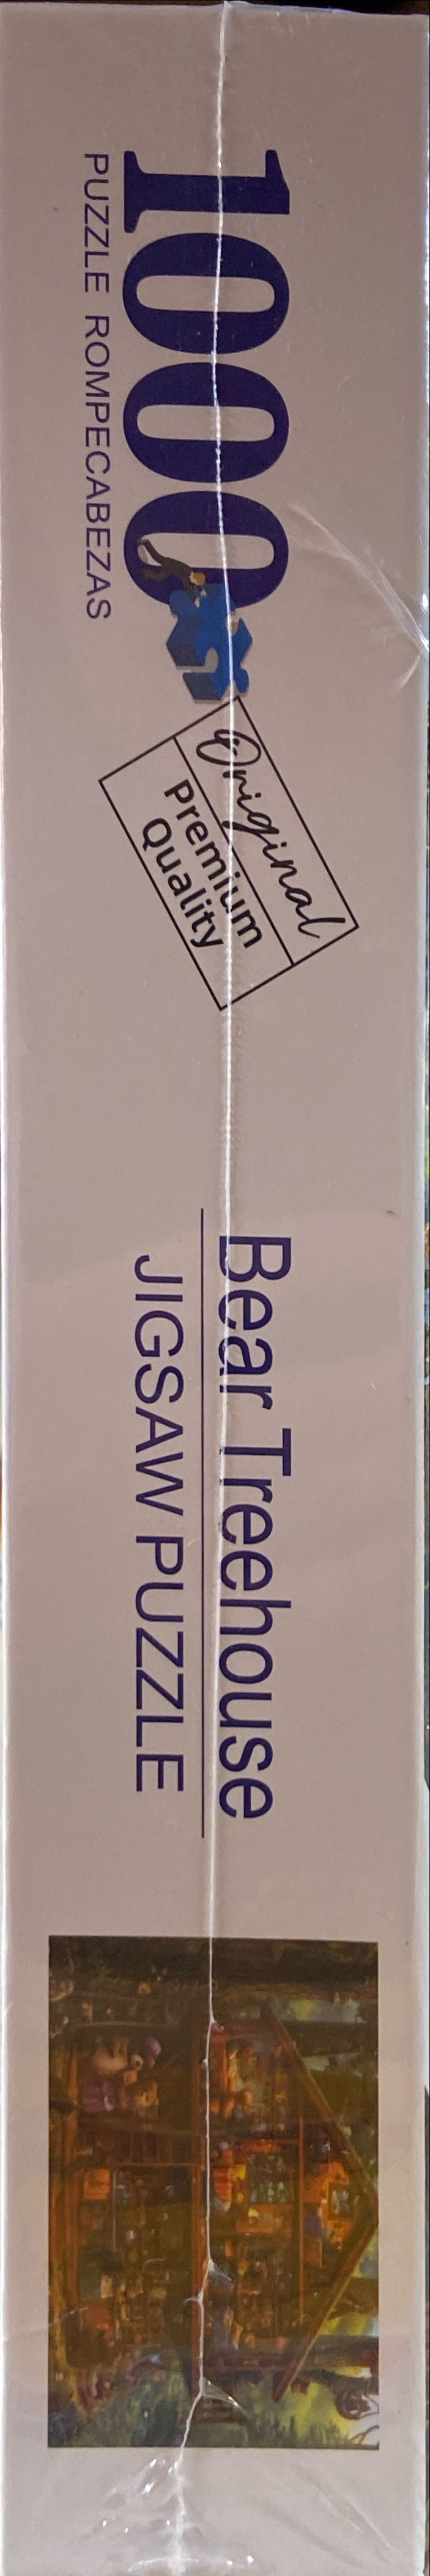 1000
PUZZLE ROMPECABEZAS
Original
Premium
Quality
Bear Treehouse
JIGSAW PUZZLE